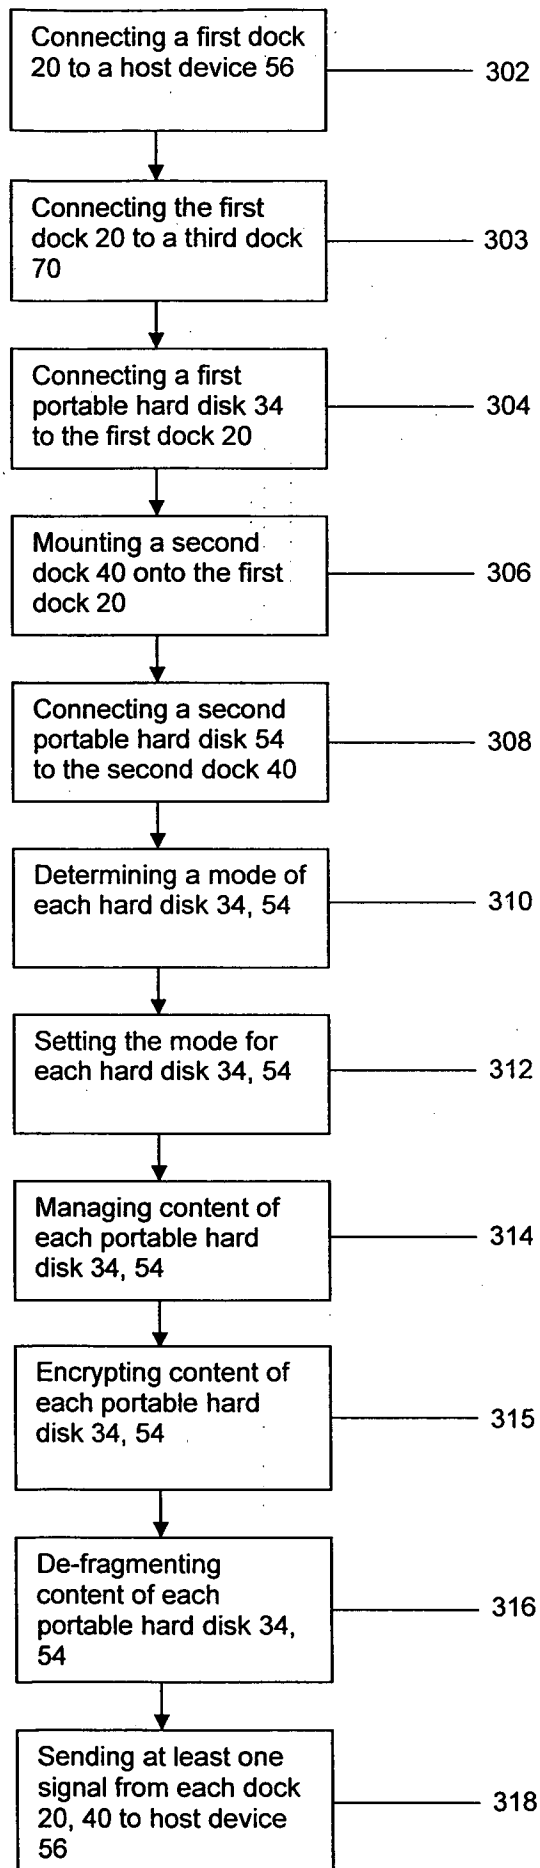 Connecting a first dock
20 to a host device 56
302
Connecting the first
dock 20 to a third dock
70
303
Connecting a first
portable hard disk 34
to the first dock 20
304
Mounting a second
dock 40 onto the first
dock 20
306
Connecting a second
portable hard disk 54
to the second dock 40
308
Determining a mode of
each hard disk 34, 54
310
Setting the mode for
each hard disk 34, 54
312
Managing content of
each portable hard
disk 34, 54
314
Encrypting content of
each portable hard
disk 34, 54
315
De-fragmenting
content of each
portable hard disk 34,
54
316
Sending at least one
signal from each dock
20, 40 to host device
56
318